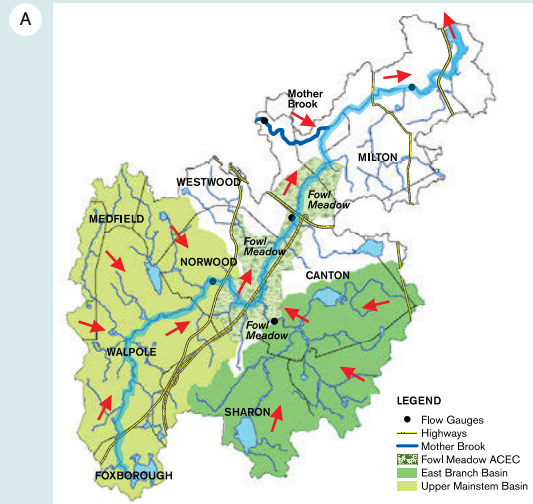 A
Mother
Brook
MILTON
WESTWOOD
Fowl
Meadow
MEDFIELD
Fowl
Meadow
NORWOOD
CANTON
Fowl
Meadow
WALPOLE
SHARON
FOXBOROUGH
LEGEND
Flow Gauges
Highways
Mother Brook
Fowl Meadow ACEC
East Branch Basin
Upper Mainstem Basin